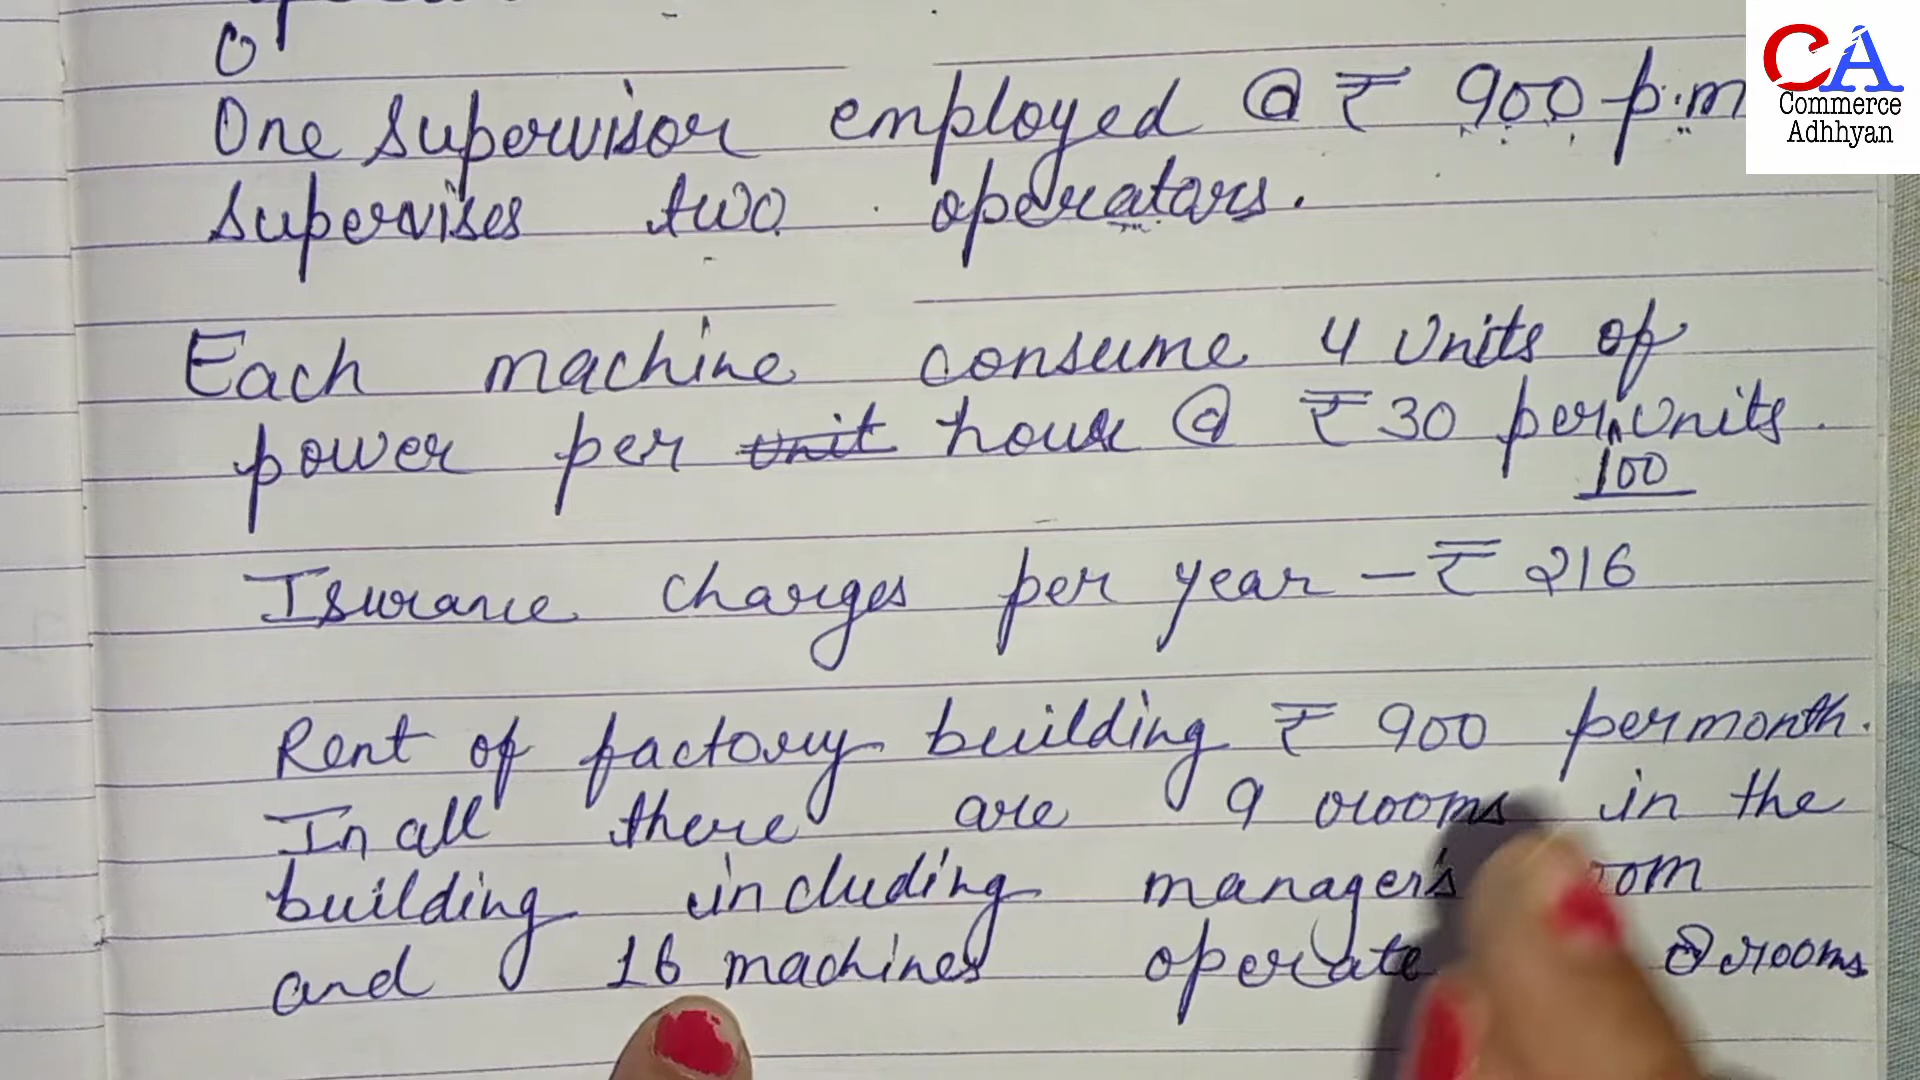 CA
Commerce
Adhhyan
One supervisor employed @ ₹ 900 p.m
supervises two operators.
Each machine consume 4 Units of
power per unit hour @ ₹ 30 per units.
100
Isurance charges per year - ₹ 216
Rent of factory building ₹ 900 per month.
In all there are 9 rooms in the
building including manager's room
and 16 machines operate rooms